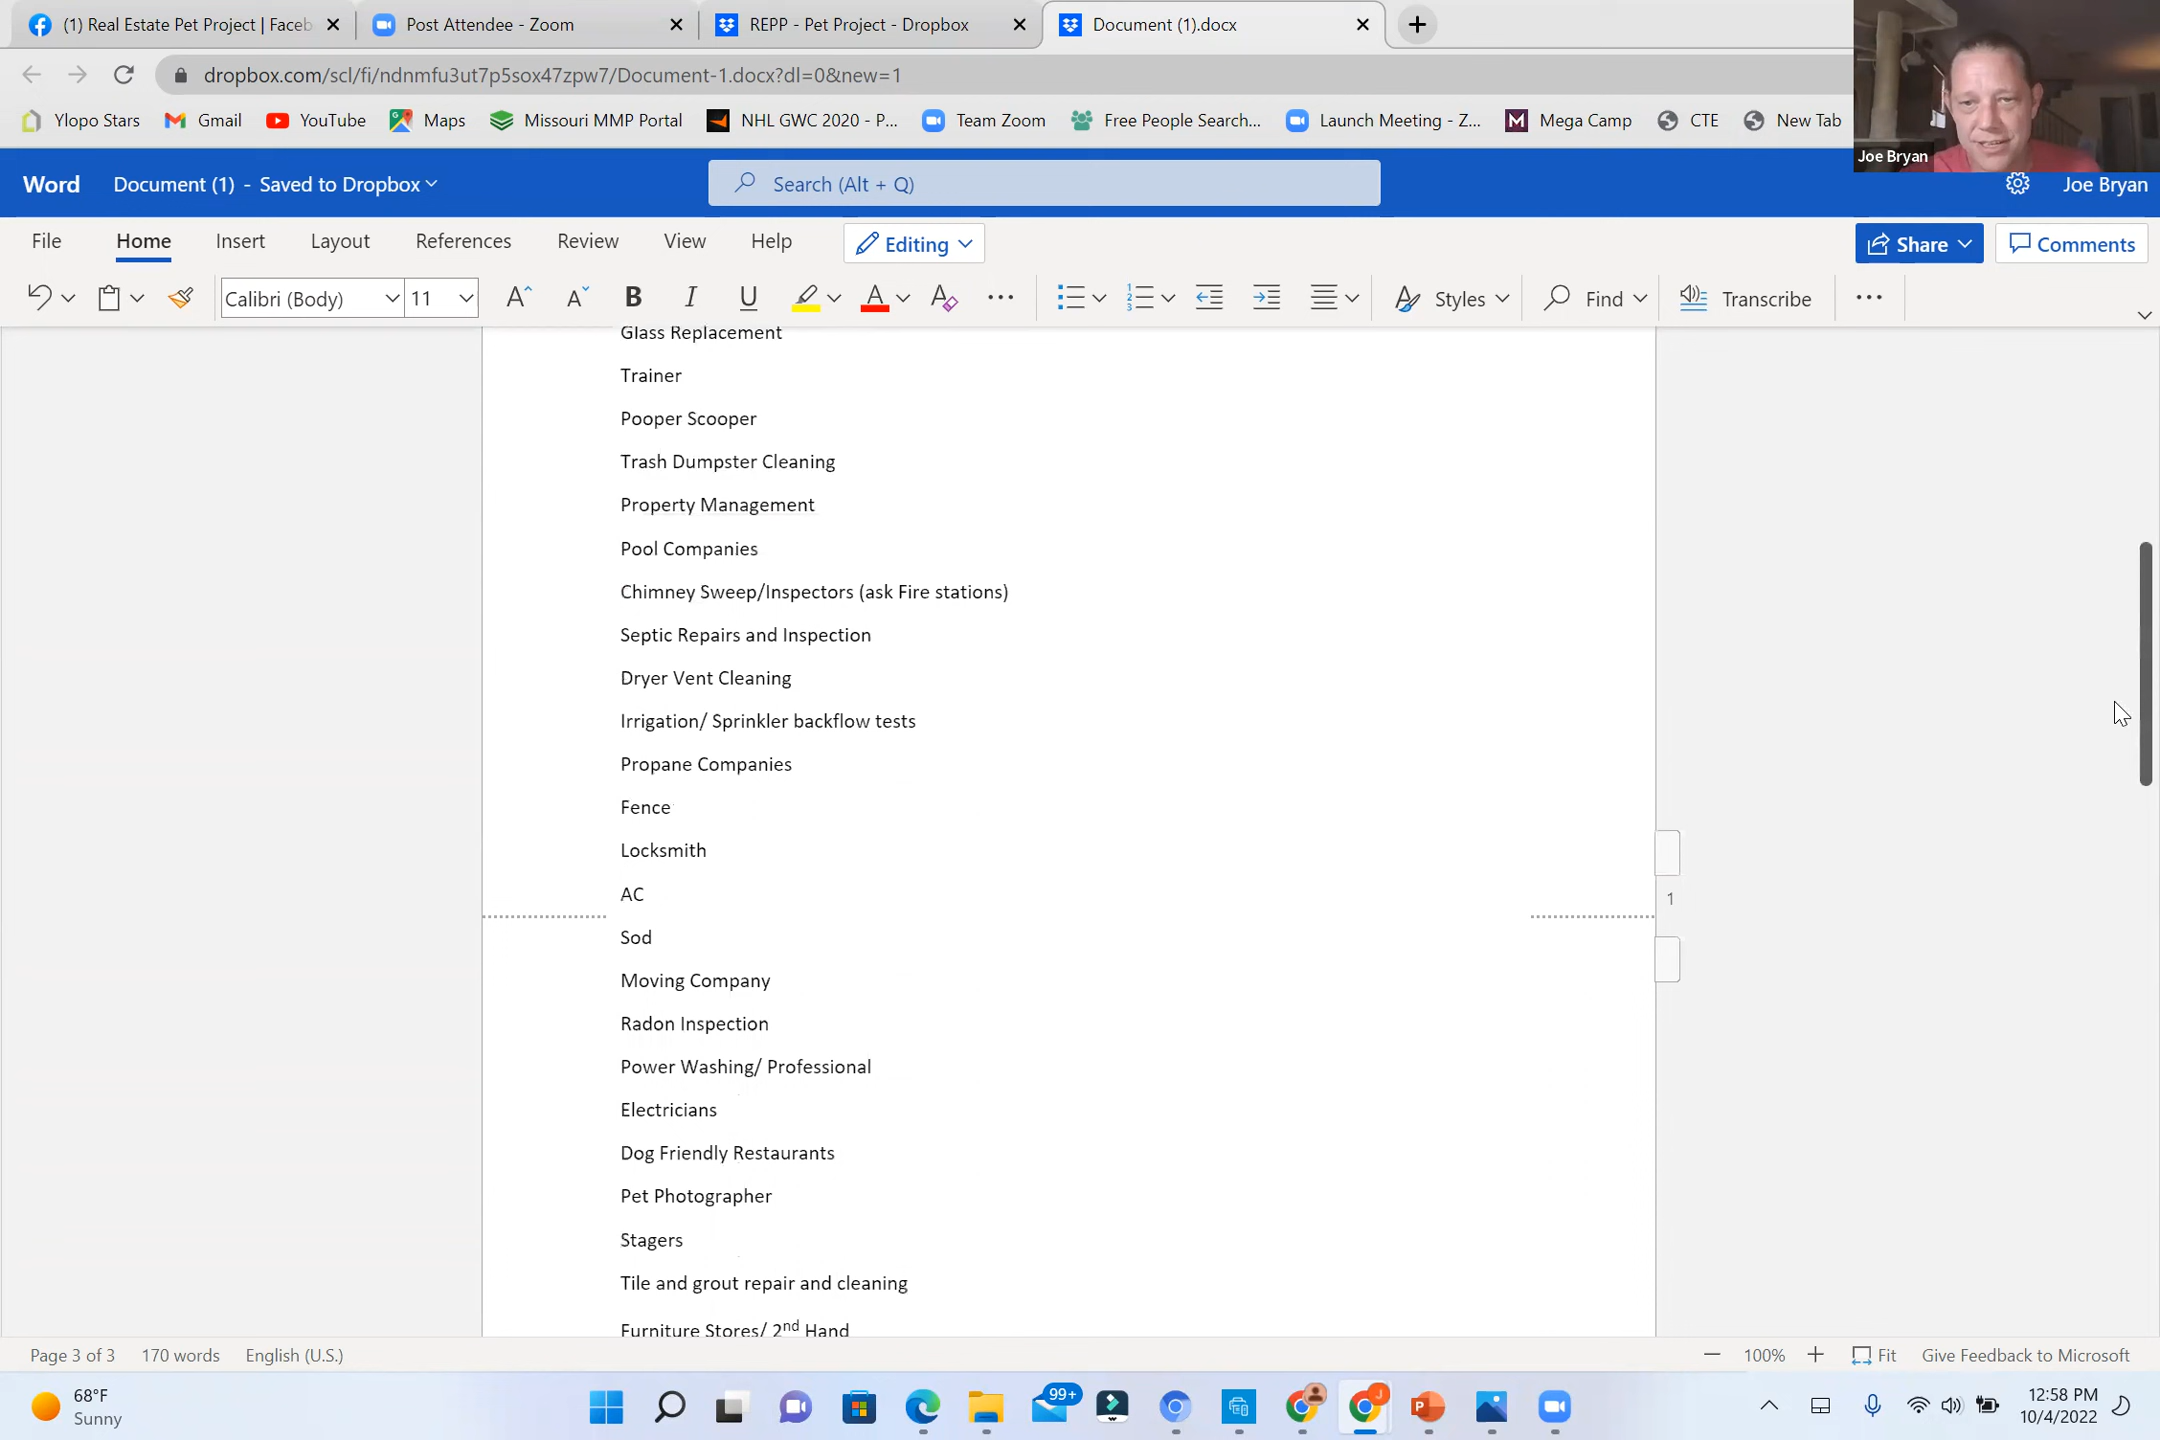 (1) Real Estate Pet Project | Faceb
Post Attendee - Zoom
REPP - Pet Project - Dropbox
Document (1).docx
dropbox.com/scl/fi/ndnmfu3ut7p5sox47zpw7/Document-1.docx?dl=0&new=1
Ylopo Stars
Gmail
YouTube
Maps
Missouri MMP Portal
NHL GWC 2020 - P...
Team Zoom
Free People Search...
Launch Meeting - Z...
Mega Camp
CTE
New Tab
Joe Bryan
Word
Document (1) - Saved to Dropbox
Search (Alt + Q)
Joe Bryan
File
Home
Insert
Layout
References
Review
View
Help
Editing
Share
Comments
Calibri (Body)
11
Styles
Find
Transcribe
Glass Replacement
Trainer
Pooper Scooper
Trash Dumpster Cleaning
Property Management
Pool Companies
Chimney Sweep/Inspectors (ask Fire stations)
Septic Repairs and Inspection
Dryer Vent Cleaning
Irrigation/ Sprinkler backflow tests
Propane Companies
Fence
Locksmith
AC
1
Sod
Moving Company
Radon Inspection
Power Washing/ Professional
Electricians
Dog Friendly Restaurants
Pet Photographer
Stagers
Tile and grout repair and cleaning
Furniture Stores/ 2nd Hand
Page 3 of 3
170 words
English (U.S.)
100%
Fit
Give Feedback to Microsoft
68°F
Sunny
99+
12:58 PM
10/4/2022